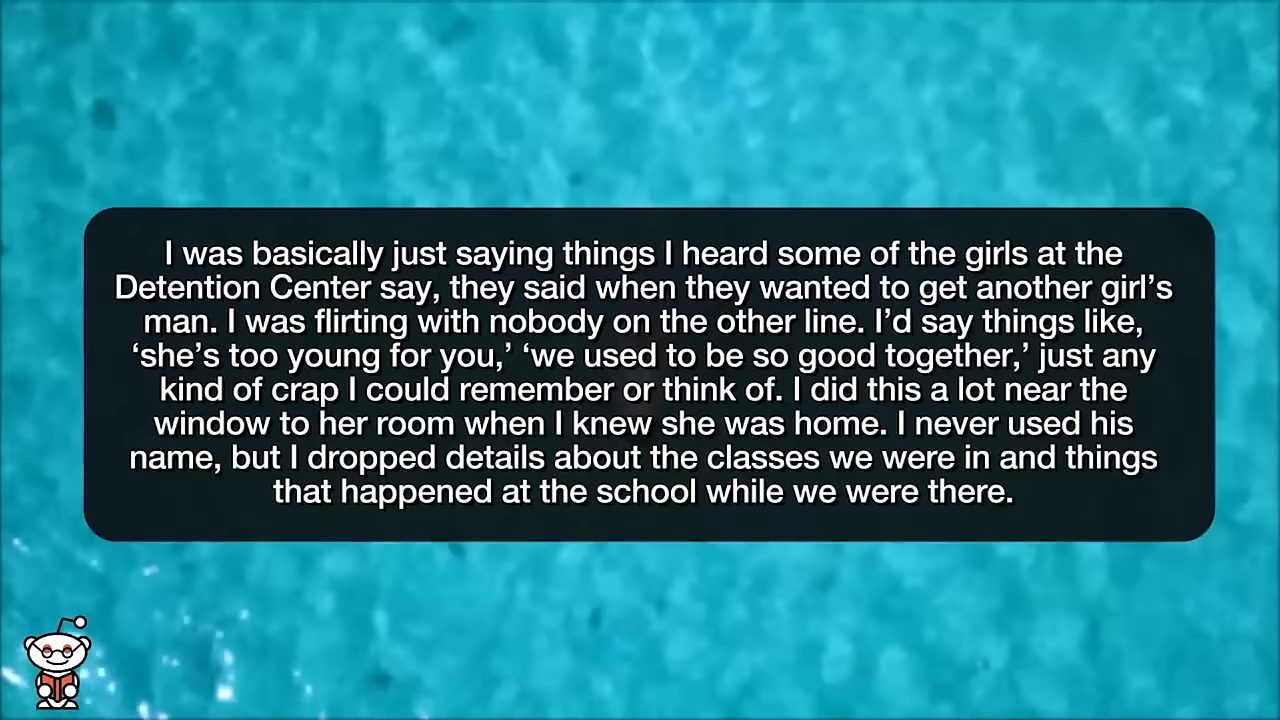 I was basically just saying things I heard some of the girls at the
Detention Center say, they said when they wanted to get another girl’s
man. I was flirting with nobody on the other line. I’d say things like,
‘she’s too young for you,’ ‘we used to be so good together,’ just any
kind of crap I could remember or think of. I did this a lot near the
window to her room when I knew she was home. I never used his
name, but I dropped details about the classes we were in and things
that happened at the school while we were there.